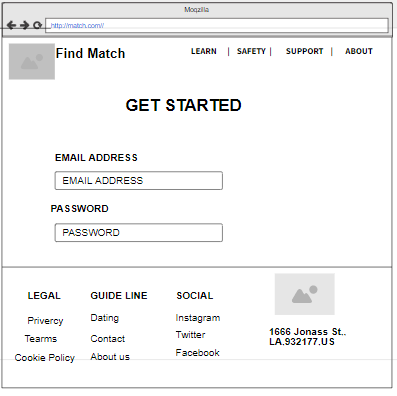 Moqzilla
http://match.com//
Find Match
LEARN | SAFETY | SUPPORT | ABOUT
GET STARTED
EMAIL ADDRESS
EMAIL ADDRESS
PASSWORD
PASSWORD
LEGAL GUIDE LINE SOCIAL
Privercy Dating Instagram
Tearms Contact Twitter
Cookie Policy About us Facebook
1666 Jonass St..
LA.932177.US